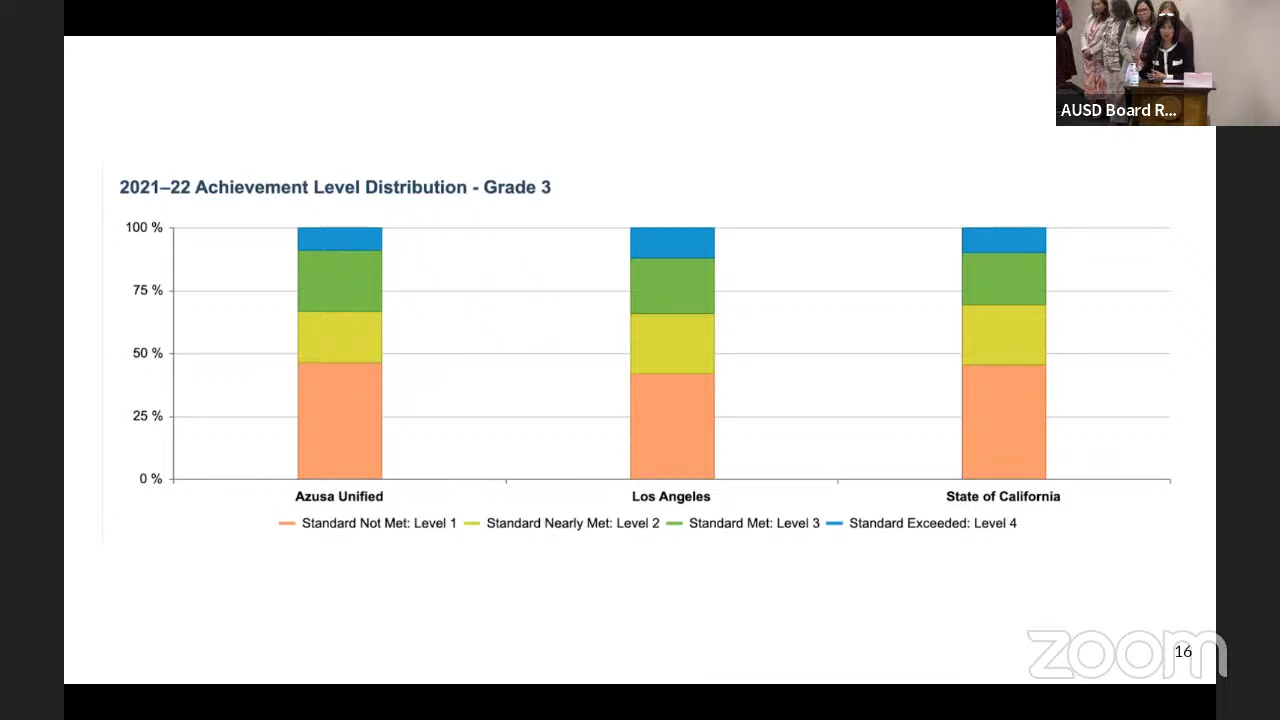 AUSD Board R...
2021–22 Achievement Level Distribution - Grade 3
100 %
75 %
50 %
25 %
0 %
Azusa Unified Los Angeles State of California
Standard Not Met: Level 1 Standard Nearly Met: Level 2 Standard Met: Level 3 Standard Exceeded: Level 4
zoom
16